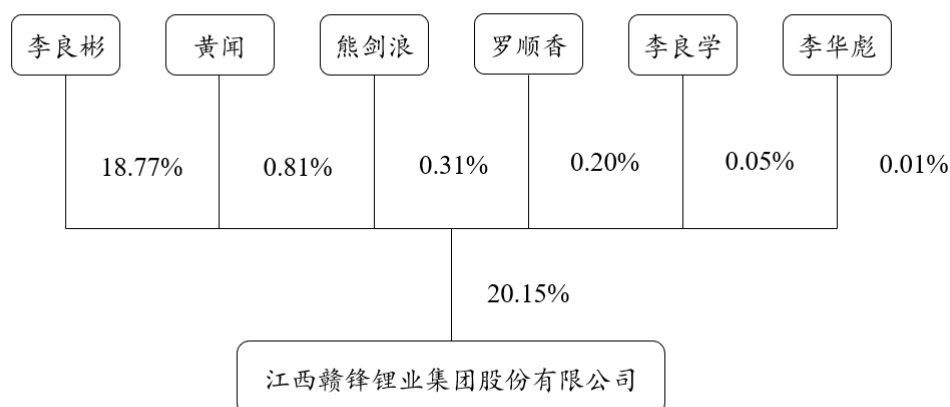 李良彬 黄闻 熊剑浪 罗顺香 李良学 李华彪
18.77% 0.81% 0.31% 0.20% 0.05% 0.01%
20.15%
江西赣锋锂业集团股份有限公司